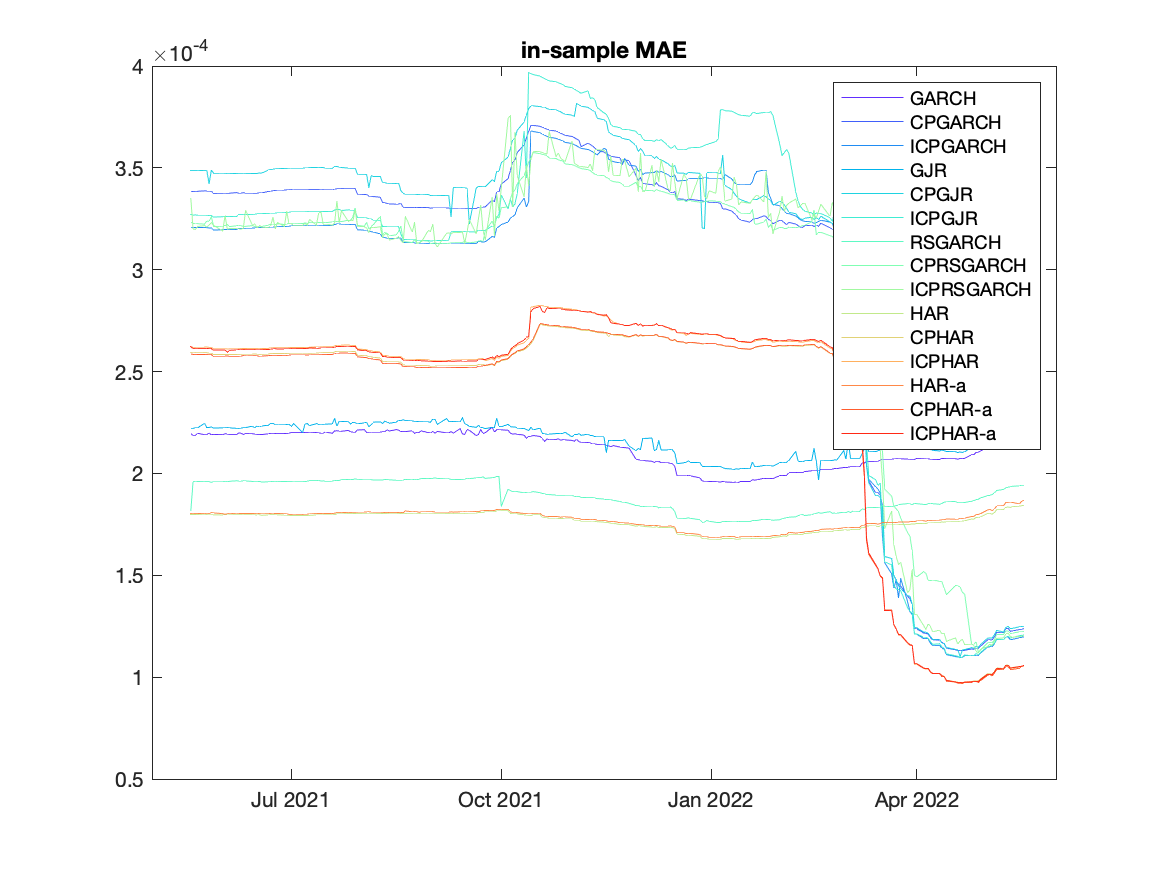 ×10-4
in-sample MAE
4
3.5
3
2.5
2
1.5
1
0.5
GARCH
CPGARCH
ICPGARCH
GJR
CPGJR
ICPGJR
RSGARCH
CPRSGARCH
ICPRSGARCH
HAR
CPHAR
ICPHAR
HAR-a
CPHAR-a
ICPHAR-a
Jul 2021 Oct 2021 Jan 2022 Apr 2022